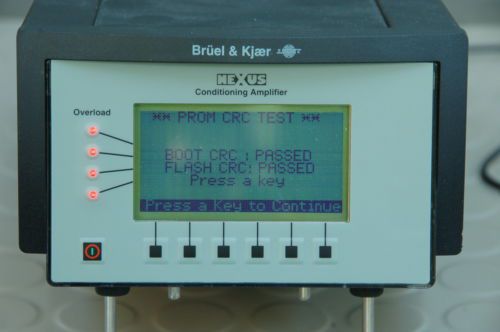 Brüel & Kjær
NEXUS
Conditioning Amplifier
Overload
** PROM CRC TEST **
BOOT CRC : PASSED
FLASH CRC: PASSED
Press a key
Press a Key to Continue